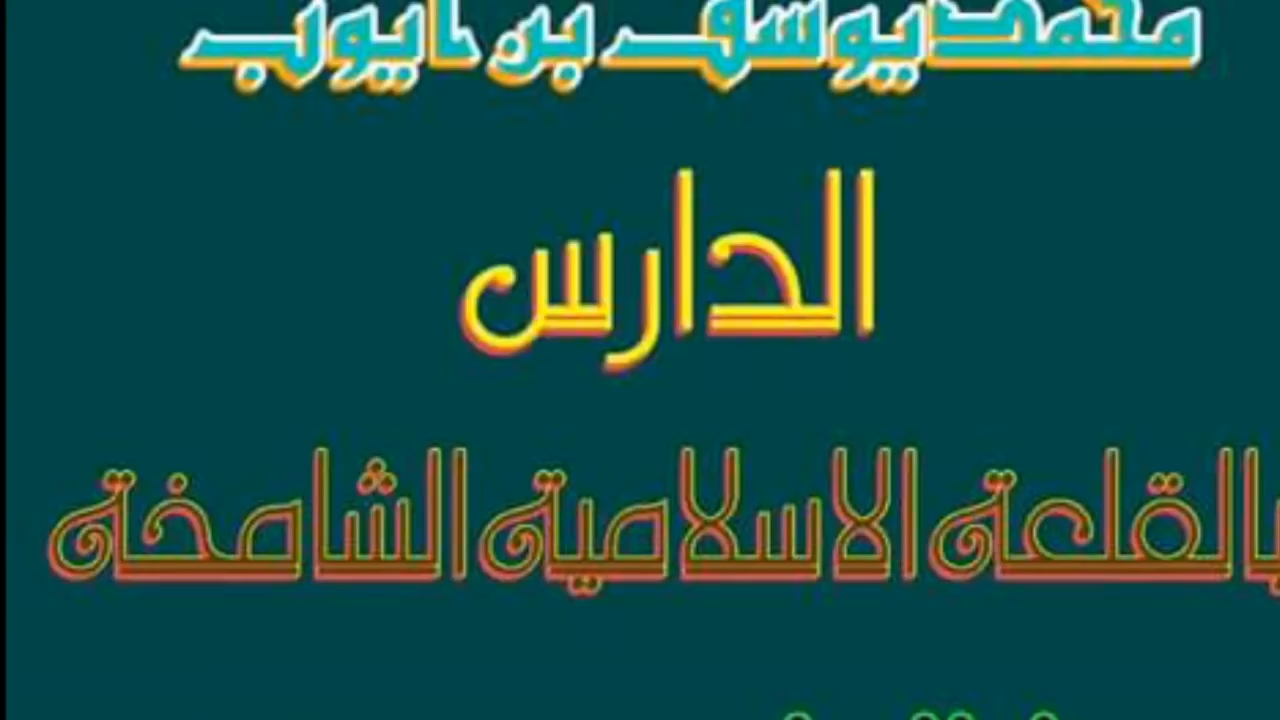 محمد يوسف بن ايوب
الدارس
بالقلعة الاسلامية الشامخة